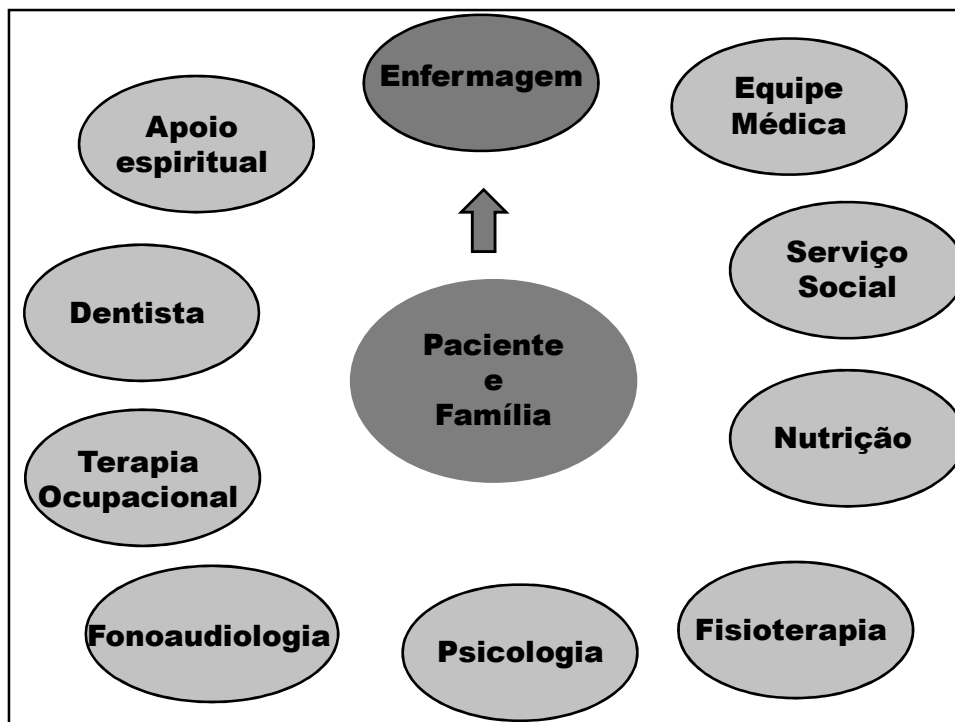 Enfermagem
Equipe
Médica
Apoio
espiritual
Serviço
Social
Dentista
Paciente
e
Família
Nutrição
Terapia
Ocupacional
Fonoaudiologia
Psicologia
Fisioterapia